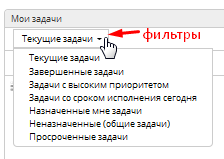 Мои задачи
Текущие задачи фильтры
Текущие задачи
Завершенные задачи
Задачи с высоким приоритетом
Задачи со сроком исполнения сегодня
Назначенные мне задачи
Неназначенные (общие задачи)
Просроченные задачи